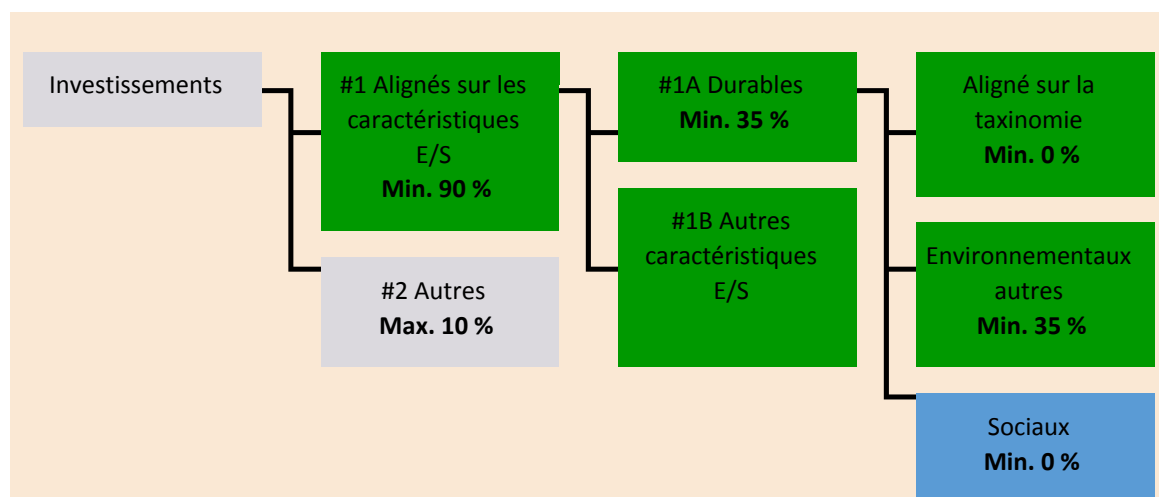 Investissements
#1 Alignés sur les
caractéristiques
E/S
Min. 90 %
#2 Autres
Max. 10 %
#1A Durables
Min. 35 %
#1B Autres
caractéristiques
E/S
Aligné sur la
taxinomie
Min. 0 %
Environnementaux
autres
Min. 35 %
Sociaux
Min. 0 %